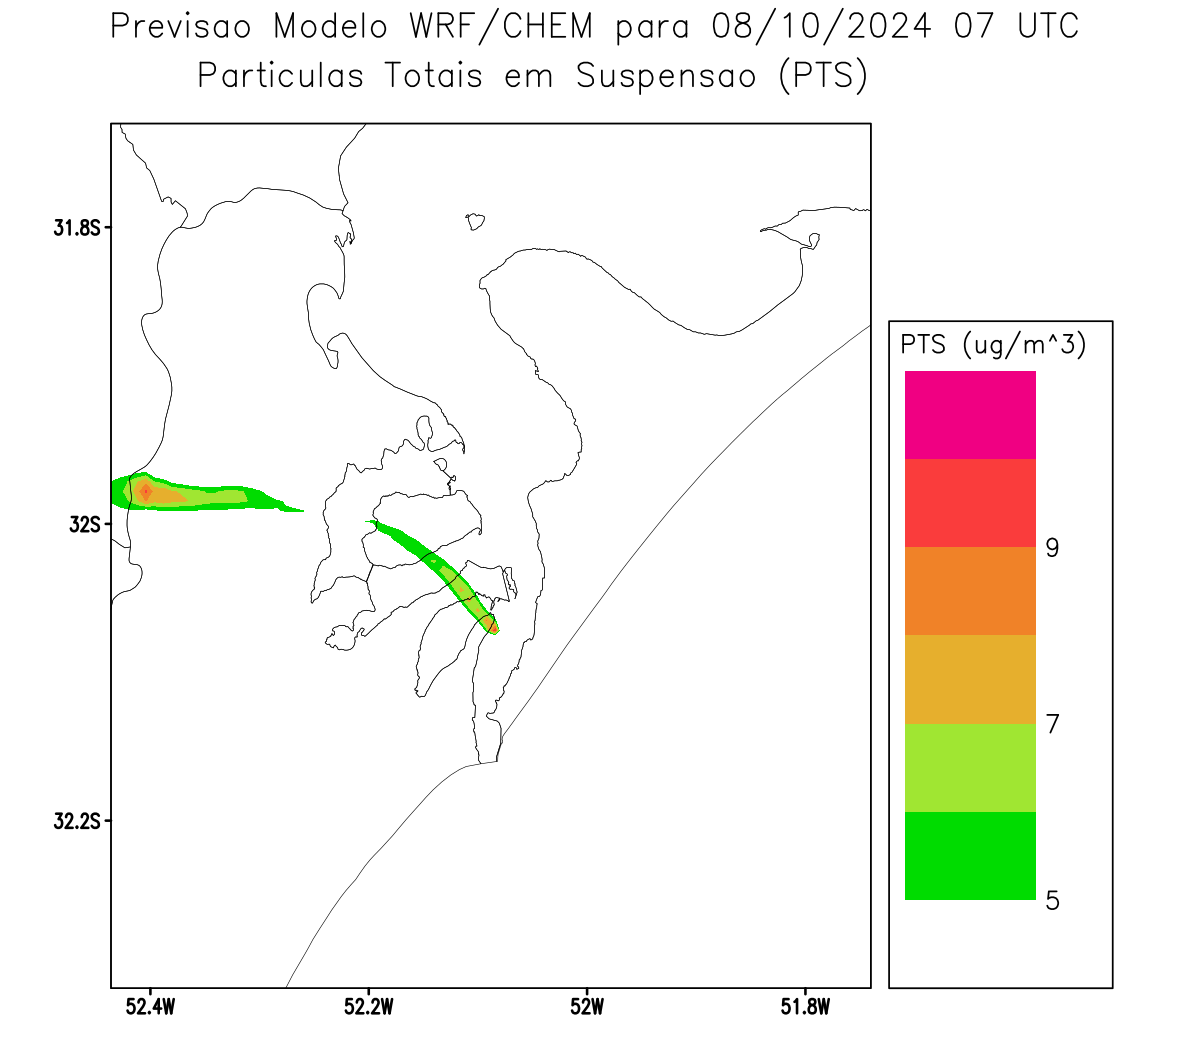 Previsao Modelo WRF/CHEM para 08/10/2024 07 UTC
Particulas Totais em Suspensao (PTS)
31.8S
32S
32.2S
52.4W 52.2W 52W 51.8W
PTS (ug/m^3)
9
7
5